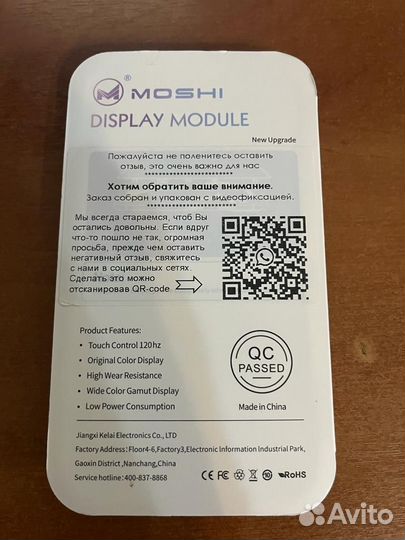 MOSHI
DISPLAY MODULE
New Upgrade
Пожалуйста не поленитесь оставить
отзыв, это очень важно для нас
Хотим обратить ваше внимание.
Заказ собран и упакован с видеофиксацией.
Мы всегда стараемся, чтоб Вы
остались довольны. Если вдруг
что-то пошло не так, огромная
просьба, прежде чем оставить
негативный отзыв, свяжитесь
с нами в социальных сетях.
Сделать это можно
отсканировав QR-code.
Product Features:
• Touch Control 120hz
• Original Color Display
• High Wear Resistance
• Wide Color Gamut Display
• Low Power Consumption
QC
PASSED
Made in China
Jiangxi Kelai Electronics Co., LTD
Factory Address: Floor4-6,Factory3,Electronic Information Industrial Park,
Gaoxin District ,Nanchang,China
Service hotline:400-837-8868
CE FC RoHS
Avito